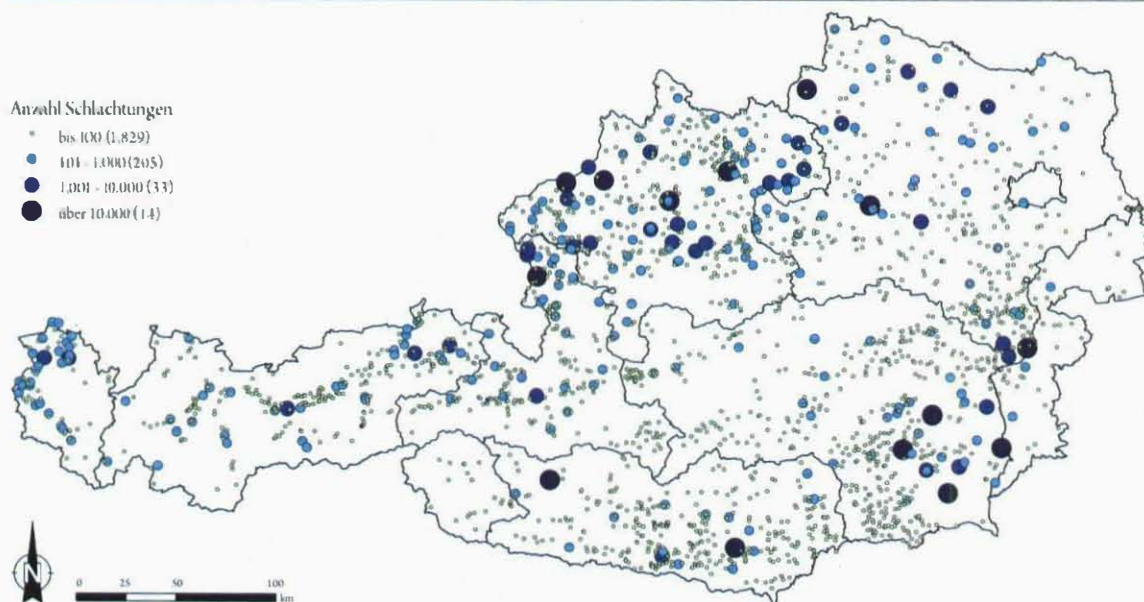 Anzahl Schlachtungen
bis 100 (1.829)
101 - 1.000 (205)
1.001 - 10.000 (33)
über 10.000 (14)
N
0 25 50 100
km